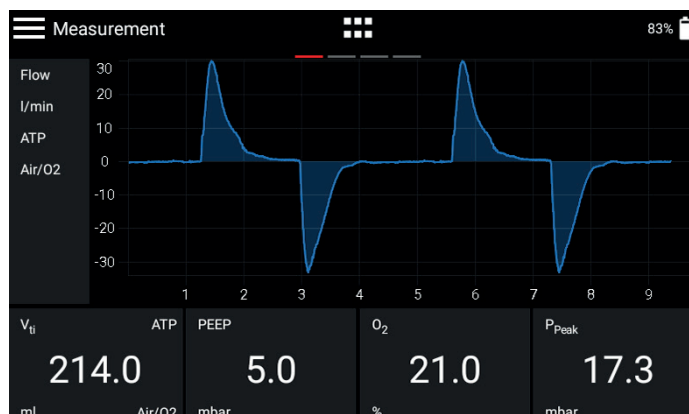 Measurement
83%
Flow
l/min
ATP
Air/O2
30
20
10
0
-10
-20
-30
1 2 3 4 5 6 7 8 9
Vti ATP
214.0
ml Air/O2
PEEP
5.0
mbar
O2
21.0
%
PPeak
17.3
mbar